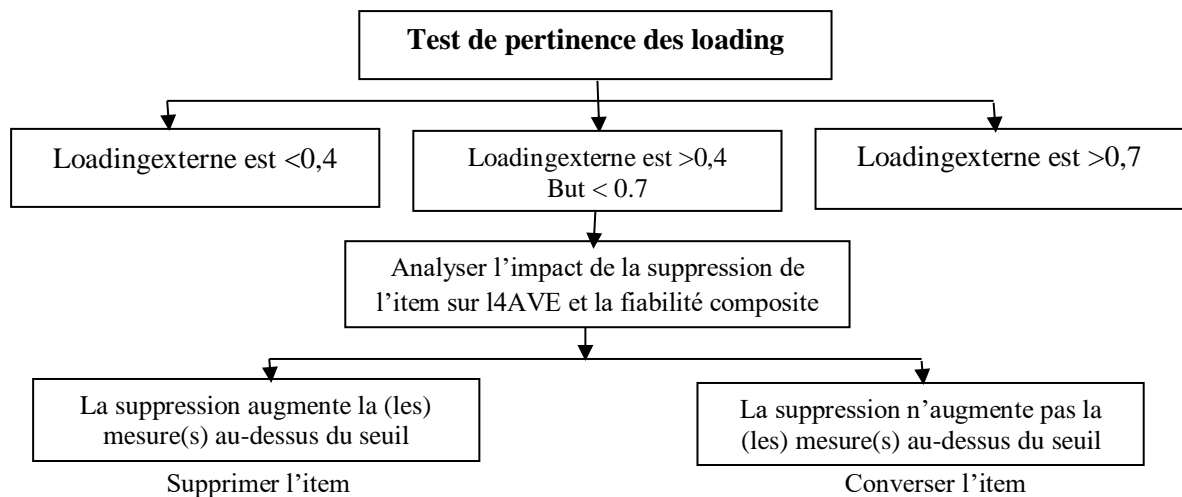 Test de pertinence des loading
Loadingexterne est <0,4
Loadingexterne est >0,4
But < 0.7
Loadingexterne est >0,7
Analyser l’impact de la suppression de
l’item sur l4AVE et la fiabilité composite
La suppression augmente la (les)
mesure(s) au-dessus du seuil
La suppression n’augmente pas la
(les) mesure(s) au-dessus du seuil
Supprimer l’item
Converser l’item